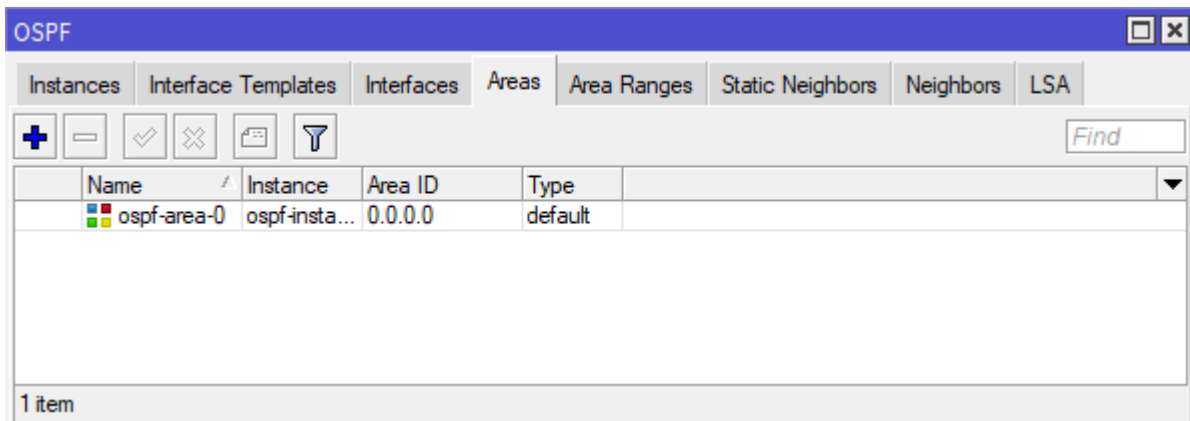 OSPF
Instances Interface Templates Interfaces Areas Area Ranges Static Neighbors Neighbors LSA
Find
Name Instance Area ID Type
ospf-area-0 ospf-insta... 0.0.0.0 default
1 item